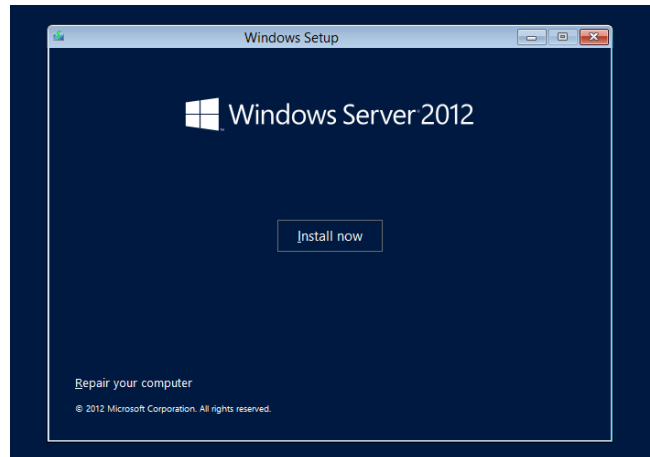 Windows Setup
Windows Server 2012
Install now
Repair your computer
© 2012 Microsoft Corporation. All rights reserved.